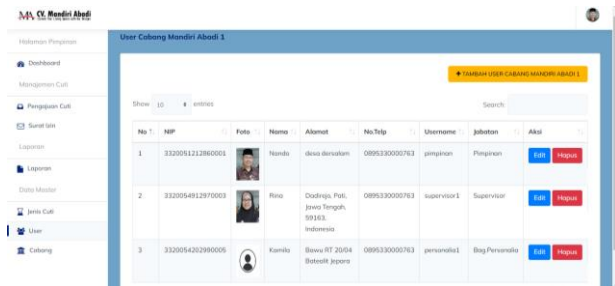 CV. Mandiri Abadi
Halaman Pimpinan
User Cabang Mandiri Abadi 1
Dashboard
Manajemen Cuti
Pengajuan Cuti
Surat Izin
Laporan
Laporan
Data Master
Jenis Cuti
User
Cabang
+ TAMBAH USER CABANG MANDIRI ABADI 1
Show 10 entries
Search:
No NIP Foto Nama Alamat No.Telp Username Jabatan Aksi
1 3320051212860001 Nanda desa dersalam 0895330000763 pimpinan Pimpinan Edit Hapus
2 3320054912970003 Rina Dadirejo, Pati, 0895330000763 supervisor1 Supervisor Edit Hapus
Jawa Tengah,
59163,
Indonesia
3 3320054202990005 Kamila Bawu RT 20/04 0895330000763 personalia1 Bag.Personalia Edit Hapus
Batealit Jepara